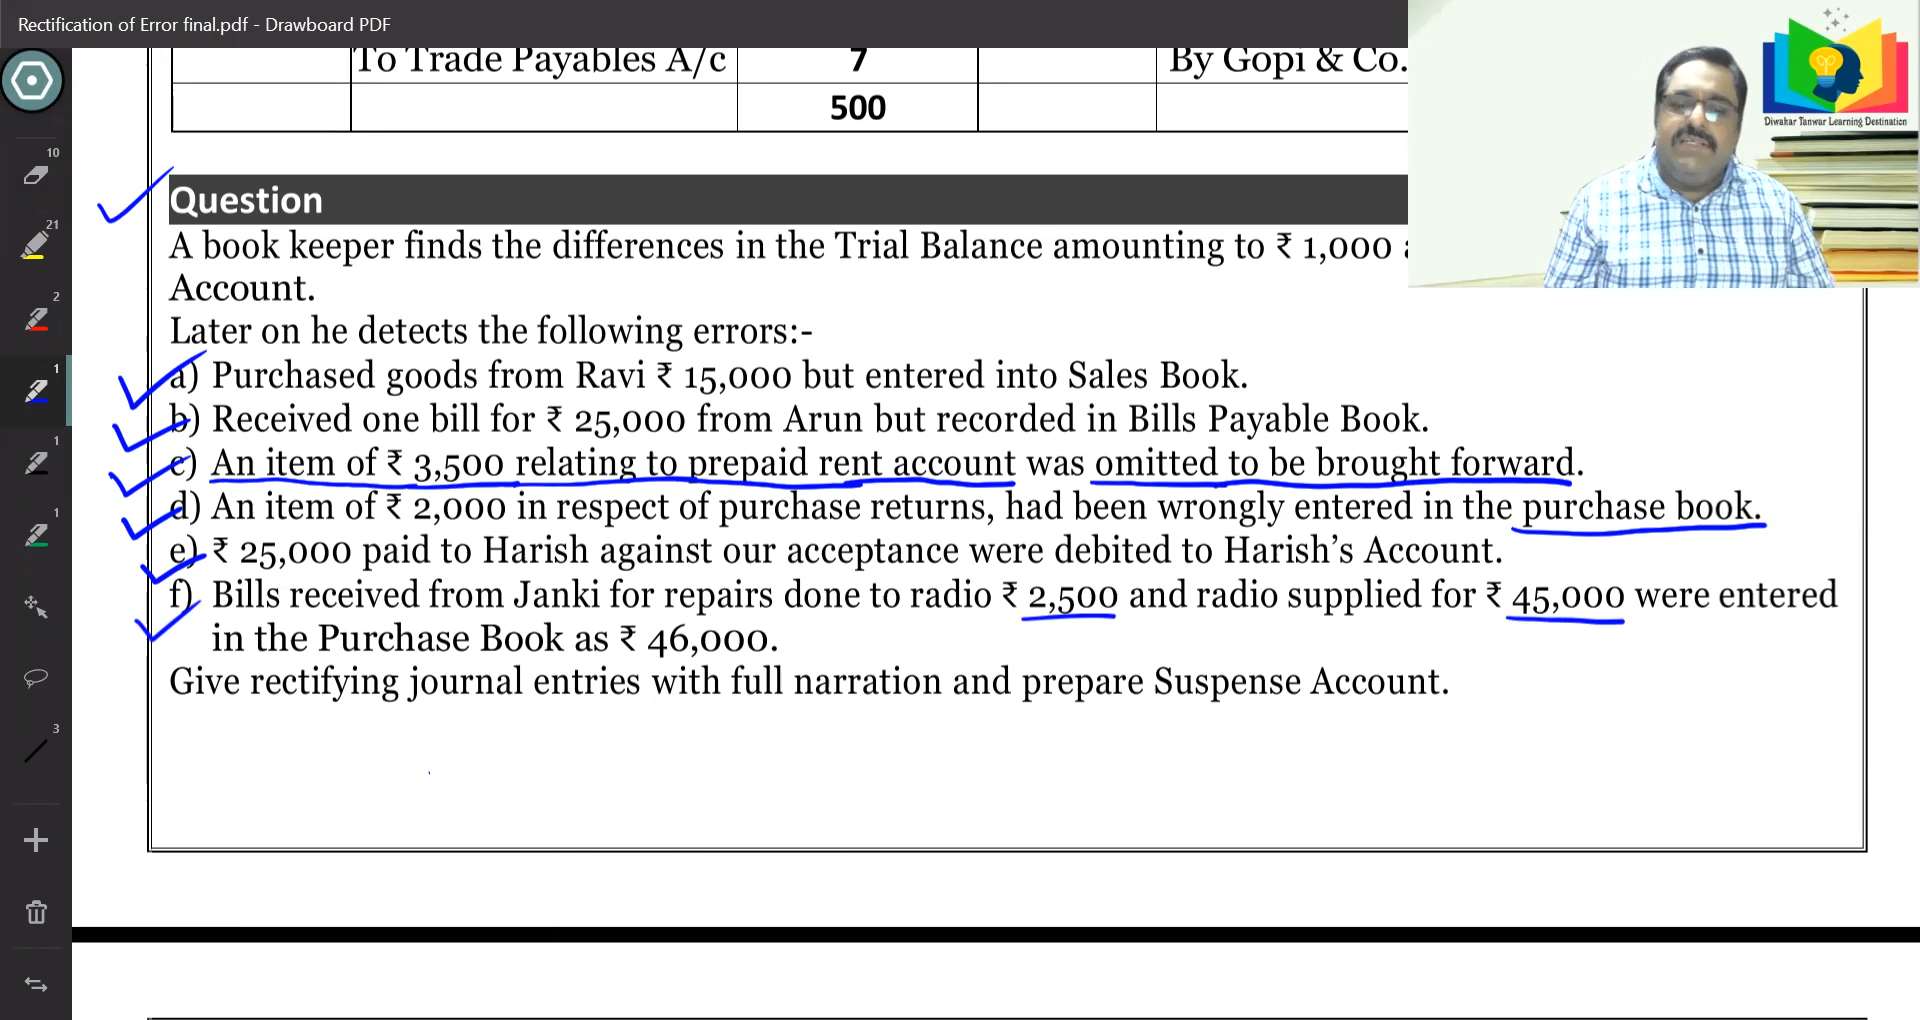 Rectification of Error final.pdf - Drawboard PDF
To Trade Payables A/c 7 By Gopi & Co.
500
Diwakar Tanwar Learning Destination
10
21
2
1
1
1
3
Question
A book keeper finds the differences in the Trial Balance amounting to ₹ 1,000
Account.
Later on he detects the following errors:-
a) Purchased goods from Ravi ₹ 15,000 but entered into Sales Book.
b) Received one bill for ₹ 25,000 from Arun but recorded in Bills Payable Book.
c) An item of ₹ 3,500 relating to prepaid rent account was omitted to be brought forward.
d) An item of ₹ 2,000 in respect of purchase returns, had been wrongly entered in the purchase book.
e) ₹ 25,000 paid to Harish against our acceptance were debited to Harish’s Account.
f) Bills received from Janki for repairs done to radio ₹ 2,500 and radio supplied for ₹ 45,000 were entered
in the Purchase Book as ₹ 46,000.
Give rectifying journal entries with full narration and prepare Suspense Account.